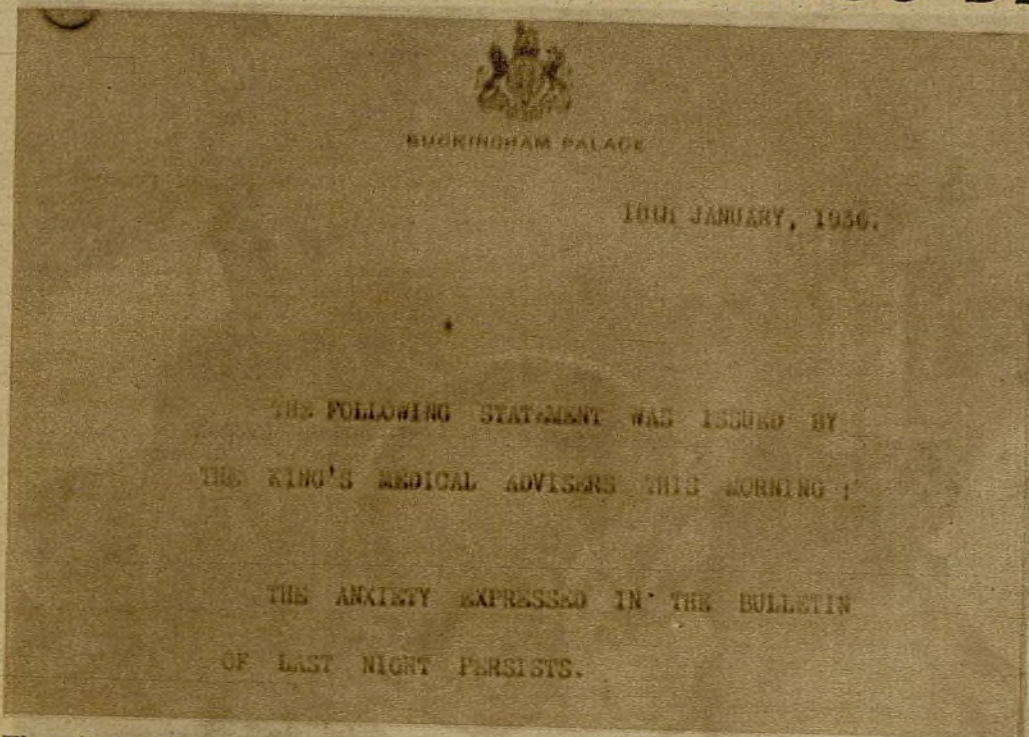 BUCKINGHAM PALACE
18TH JANUARY, 1936.
THE FOLLOWING STATEMENT WAS ISSUED BY
THE KING'S MEDICAL ADVISERS THIS MORNING :
THE ANXIETY EXPRESSED IN THE BULLETIN
OF LAST NIGHT PERSISTS.